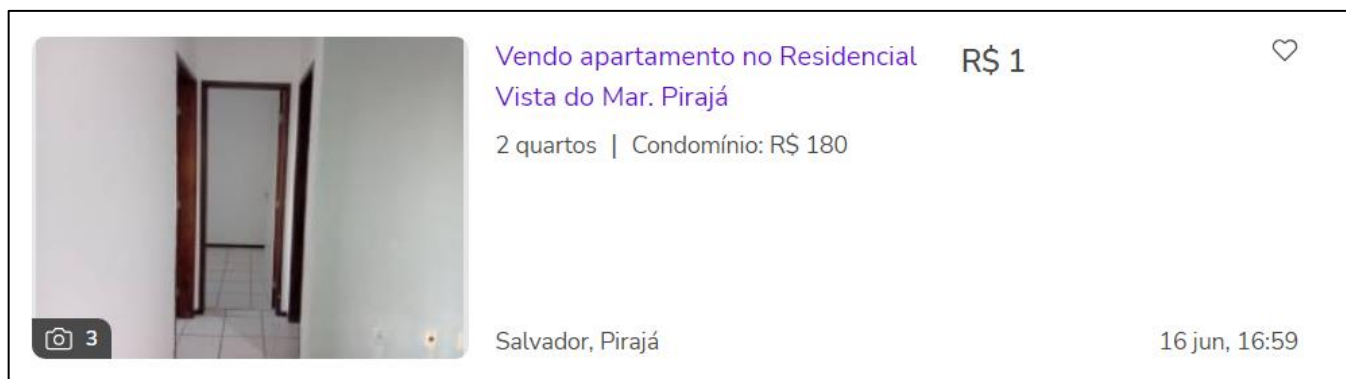 Vendo apartamento no Residencial
Vista do Mar. Pirajá
R$ 1
2 quartos | Condomínio: R$ 180
3
Salvador, Pirajá
16 jun, 16:59